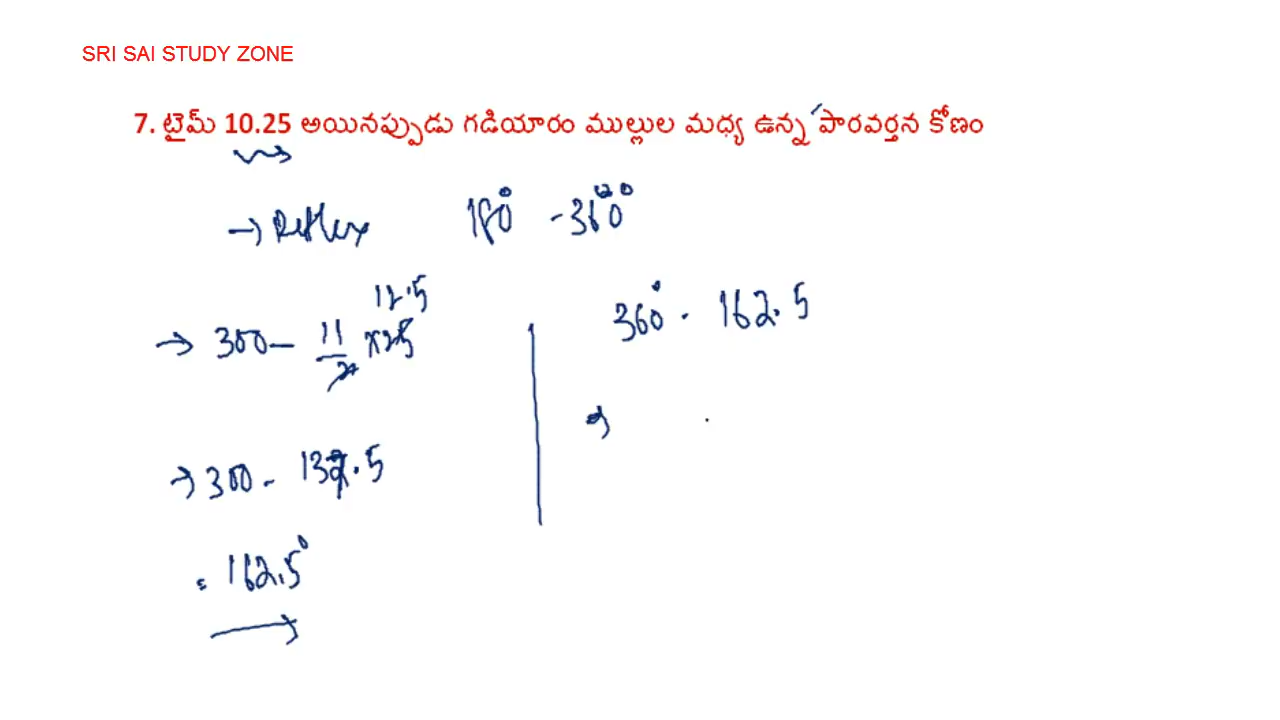 SRI SAI STUDY ZONE
7. టైమ్ 10.25 అయినప్పుడు గడియారం ముల్లుల మధ్య ఉన్న పారవర్తన కోణం
→ Reflex 180° - 360°
12.5
→ 300 - 11/2 x 25
→ 300 - 137.5
= 162.5°
360° - 162.5
⇒